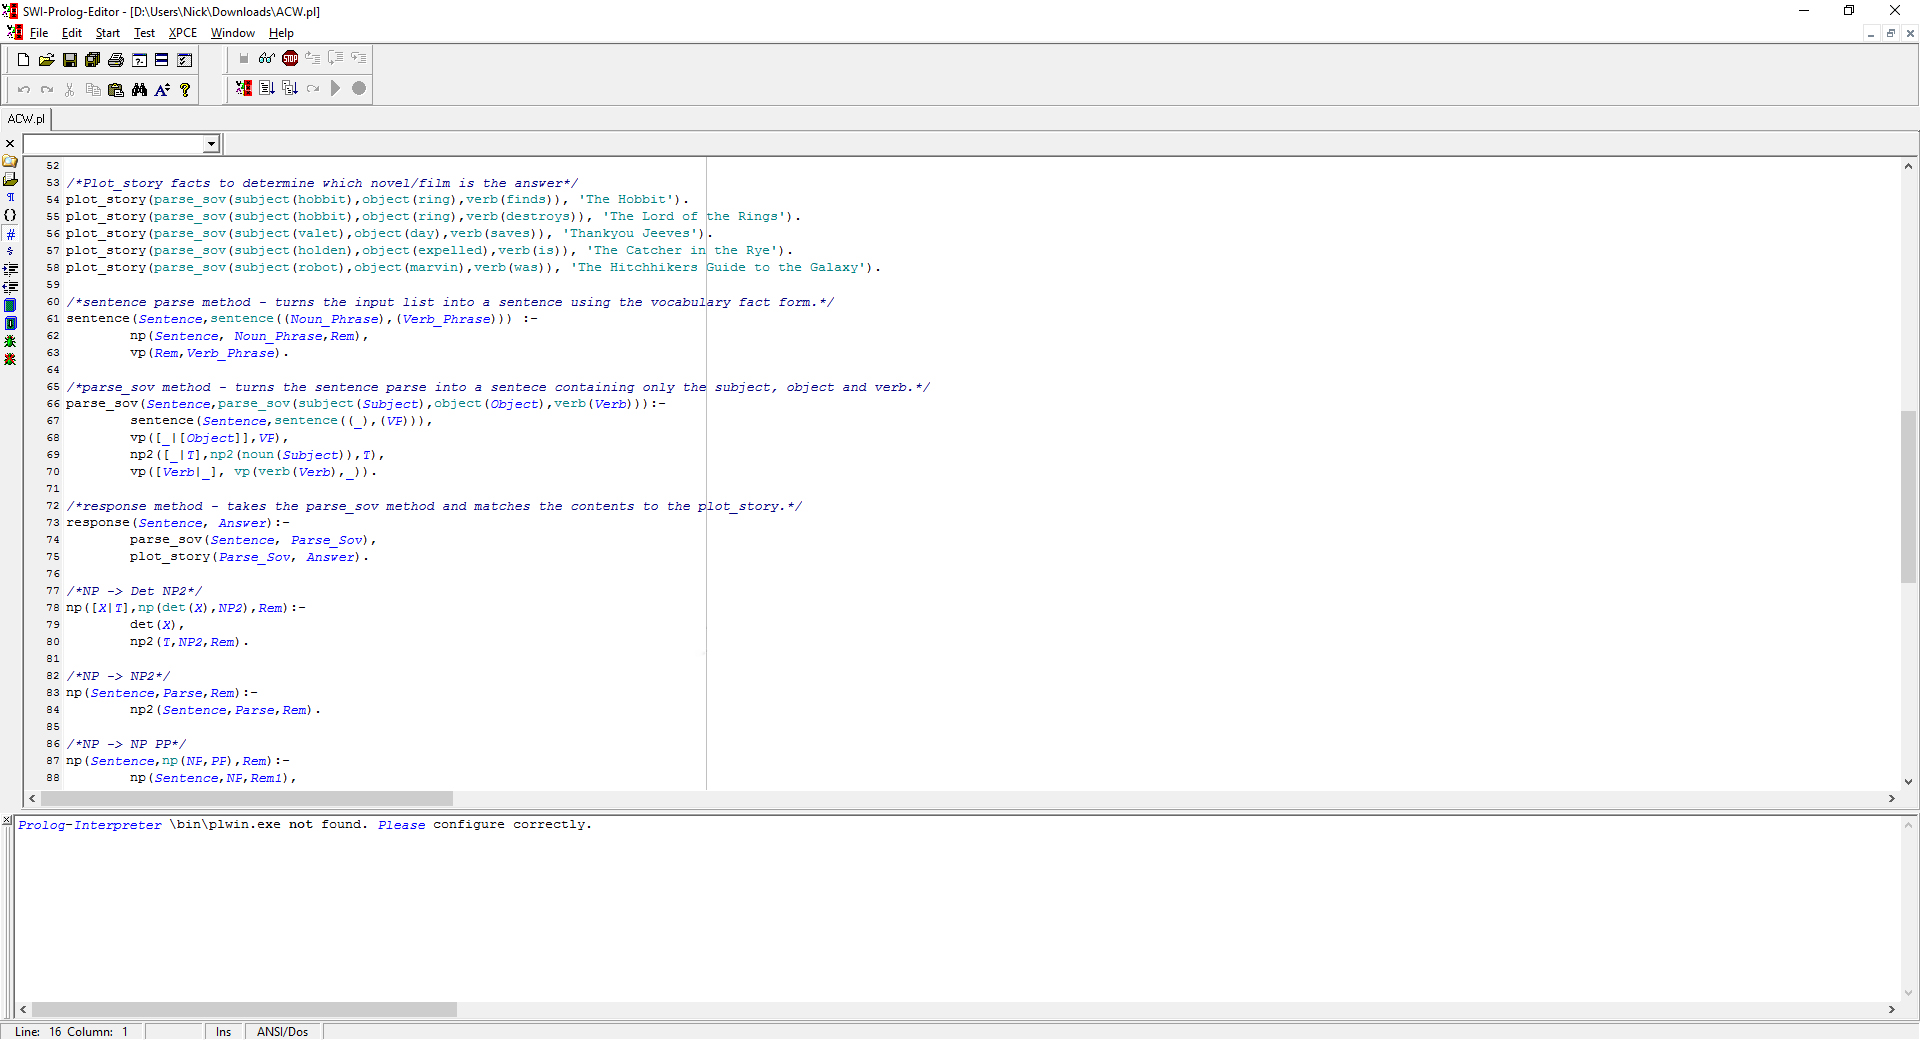 SWI-Prolog-Editor - [D:\Users\Nick\Downloads\ACW.pl]
File Edit Start Test XPCE Window Help
ACW.pl
52
53 /*Plot_story facts to determine which novel/film is the answer*/
54 plot_story(parse_sov(subject(hobbit),object(ring),verb(finds)), 'The Hobbit').
55 plot_story(parse_sov(subject(hobbit),object(ring),verb(destroys)), 'The Lord of the Rings').
56 plot_story(parse_sov(subject(valet),object(day),verb(saves)), 'Thankyou Jeeves').
57 plot_story(parse_sov(subject(holden),object(expelled),verb(is)), 'The Catcher in the Rye').
58 plot_story(parse_sov(subject(robot),object(marvin),verb(was)), 'The Hitchhikers Guide to the Galaxy').
59
60 /*sentence parse method - turns the input list into a sentence using the vocabulary fact form.*/
61 sentence(Sentence,sentence((Noun_Phrase),(Verb_Phrase))) :-
62 np(Sentence, Noun_Phrase,Rem),
63 vp(Rem,Verb_Phrase).
64
65 /*parse_sov method - turns the sentence parse into a sentece containing only the subject, object and verb.*/
66 parse_sov(Sentence,parse_sov(subject(Subject),object(Object),verb(Verb))):-
67 sentence(Sentence,sentence((_),(VP))),
68 vp([_|[Object]],VP),
69 np2([_|T],np2(noun(Subject)),T),
70 vp([Verb|_], vp(verb(Verb),_)).
71
72 /*response method - takes the parse_sov method and matches the contents to the plot_story.*/
73 response(Sentence, Answer):-
74 parse_sov(Sentence, Parse_Sov),
75 plot_story(Parse_Sov, Answer).
76
77 /*NP -> Det NP2*/
78 np([X|T],np(det(X),NP2),Rem):-
79 det(X),
80 np2(T,NP2,Rem).
81
82 /*NP -> NP2*/
83 np(Sentence,Parse,Rem):-
84 np2(Sentence,Parse,Rem).
85
86 /*NP -> NP PP*/
87 np(Sentence,np(NP,PP),Rem):-
88 np(Sentence,NP,Rem1),
Prolog-Interpreter \bin\plwin.exe not found. Please configure correctly.
Line: 16 Column: 1 Ins ANSI/Dos